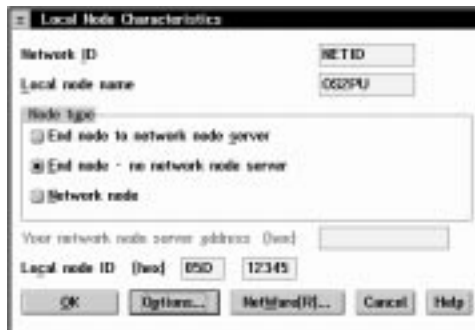 Local Node Characteristics
Network ID NETID
Local node name OS2PU
Node type
End node to network node server
End node - no network node server
Network node
Your network node server address (hex)
Local node ID (hex) 05D 12345
OK Options... NetWare(R)... Cancel Help